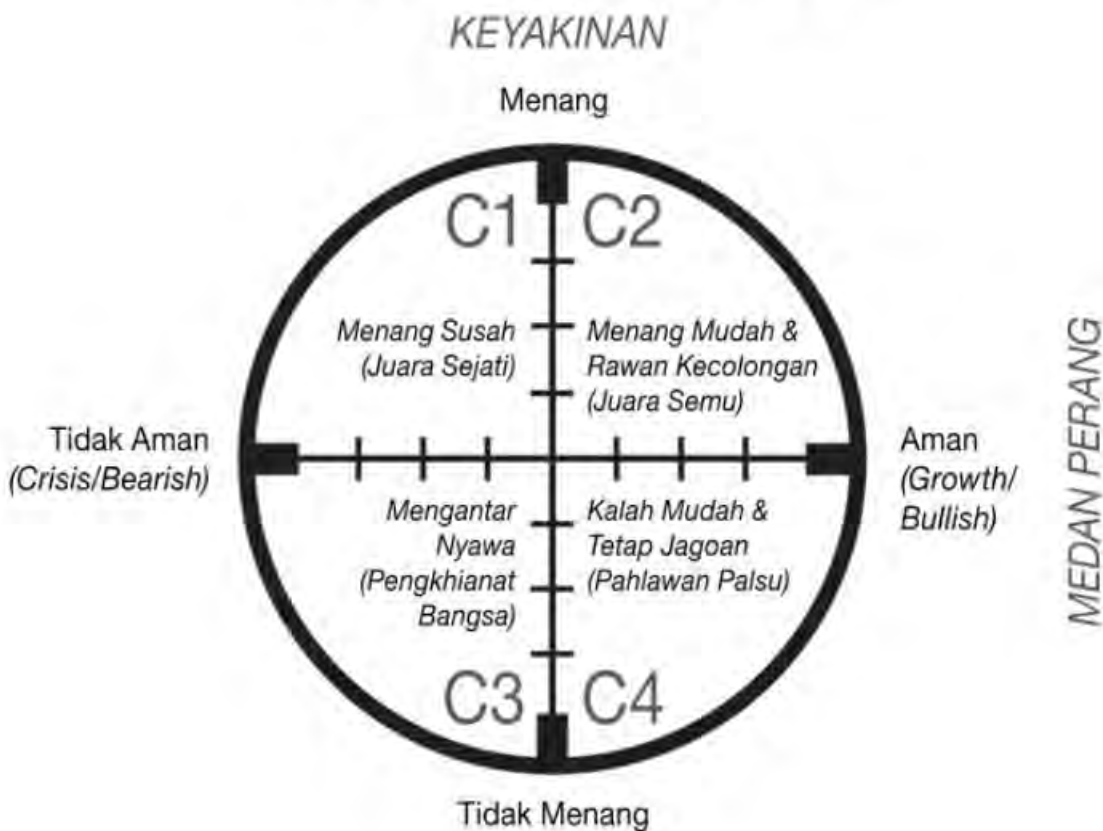 KEYAKINAN
Menang
C1
C2
Menang Susah
(Juara Sejati)
Menang Mudah &
Rawan Kecolongan
(Juara Semu)
Tidak Aman
(Crisis/Bearish)
Aman
(Growth/
Bullish)
MEDAN PERANG
Mengantar
Nyawa
(Pengkhianat
Bangsa)
Kalah Mudah &
Tetap Jagoan
(Pahlawan Palsu)
C3
C4
Tidak Menang